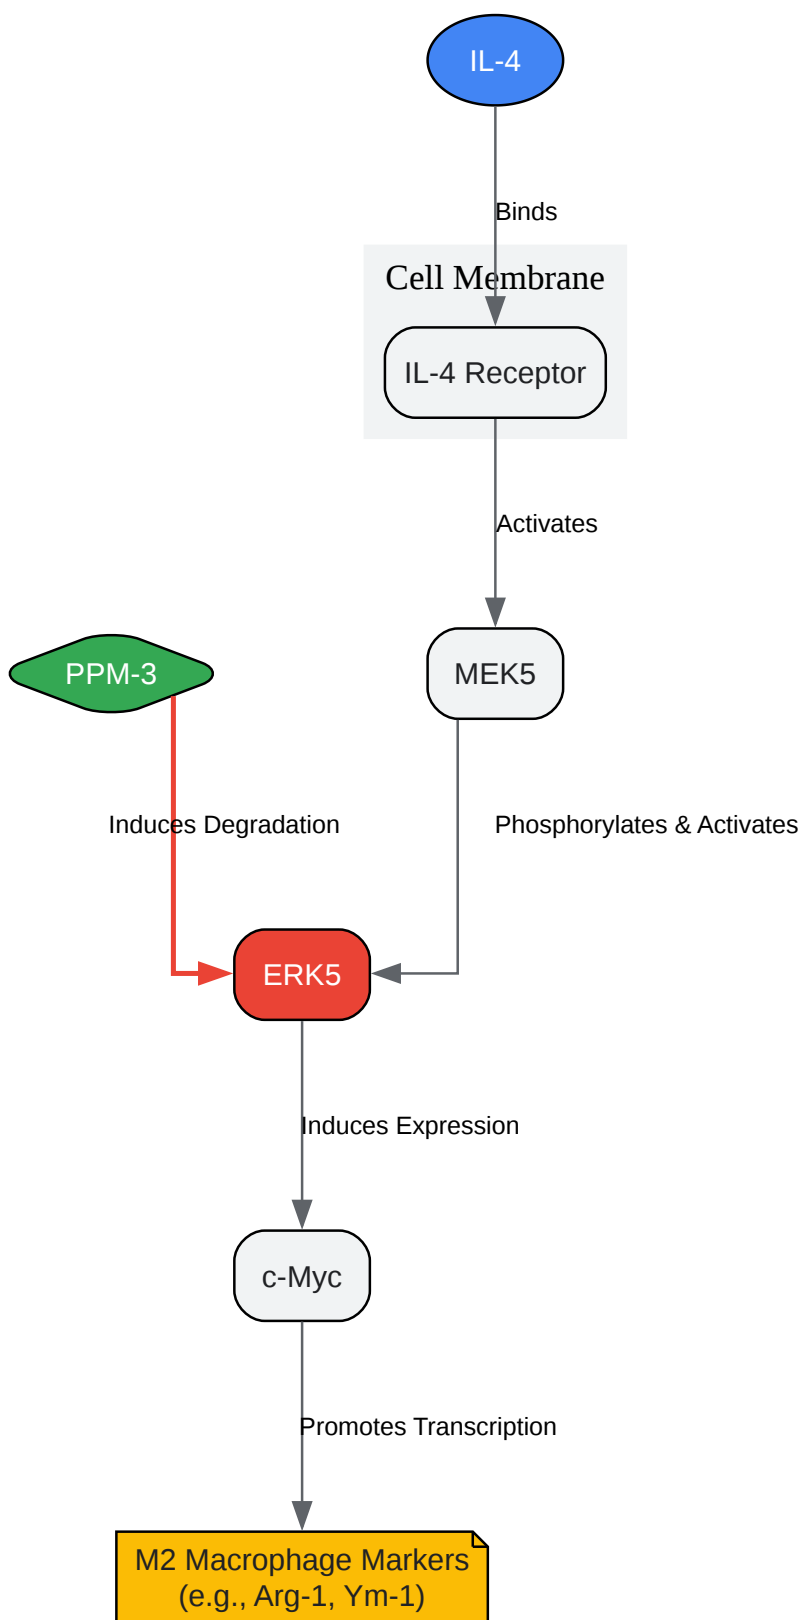 IL-4
Binds
Cell Membrane
IL-4 Receptor
Activates
MEK5
PPM-3
Induces Degradation
Phosphorylates & Activates
ERK5
Induces Expression
c-Myc
Promotes Transcription
M2 Macrophage Markers
(e.g., Arg-1, Ym-1)